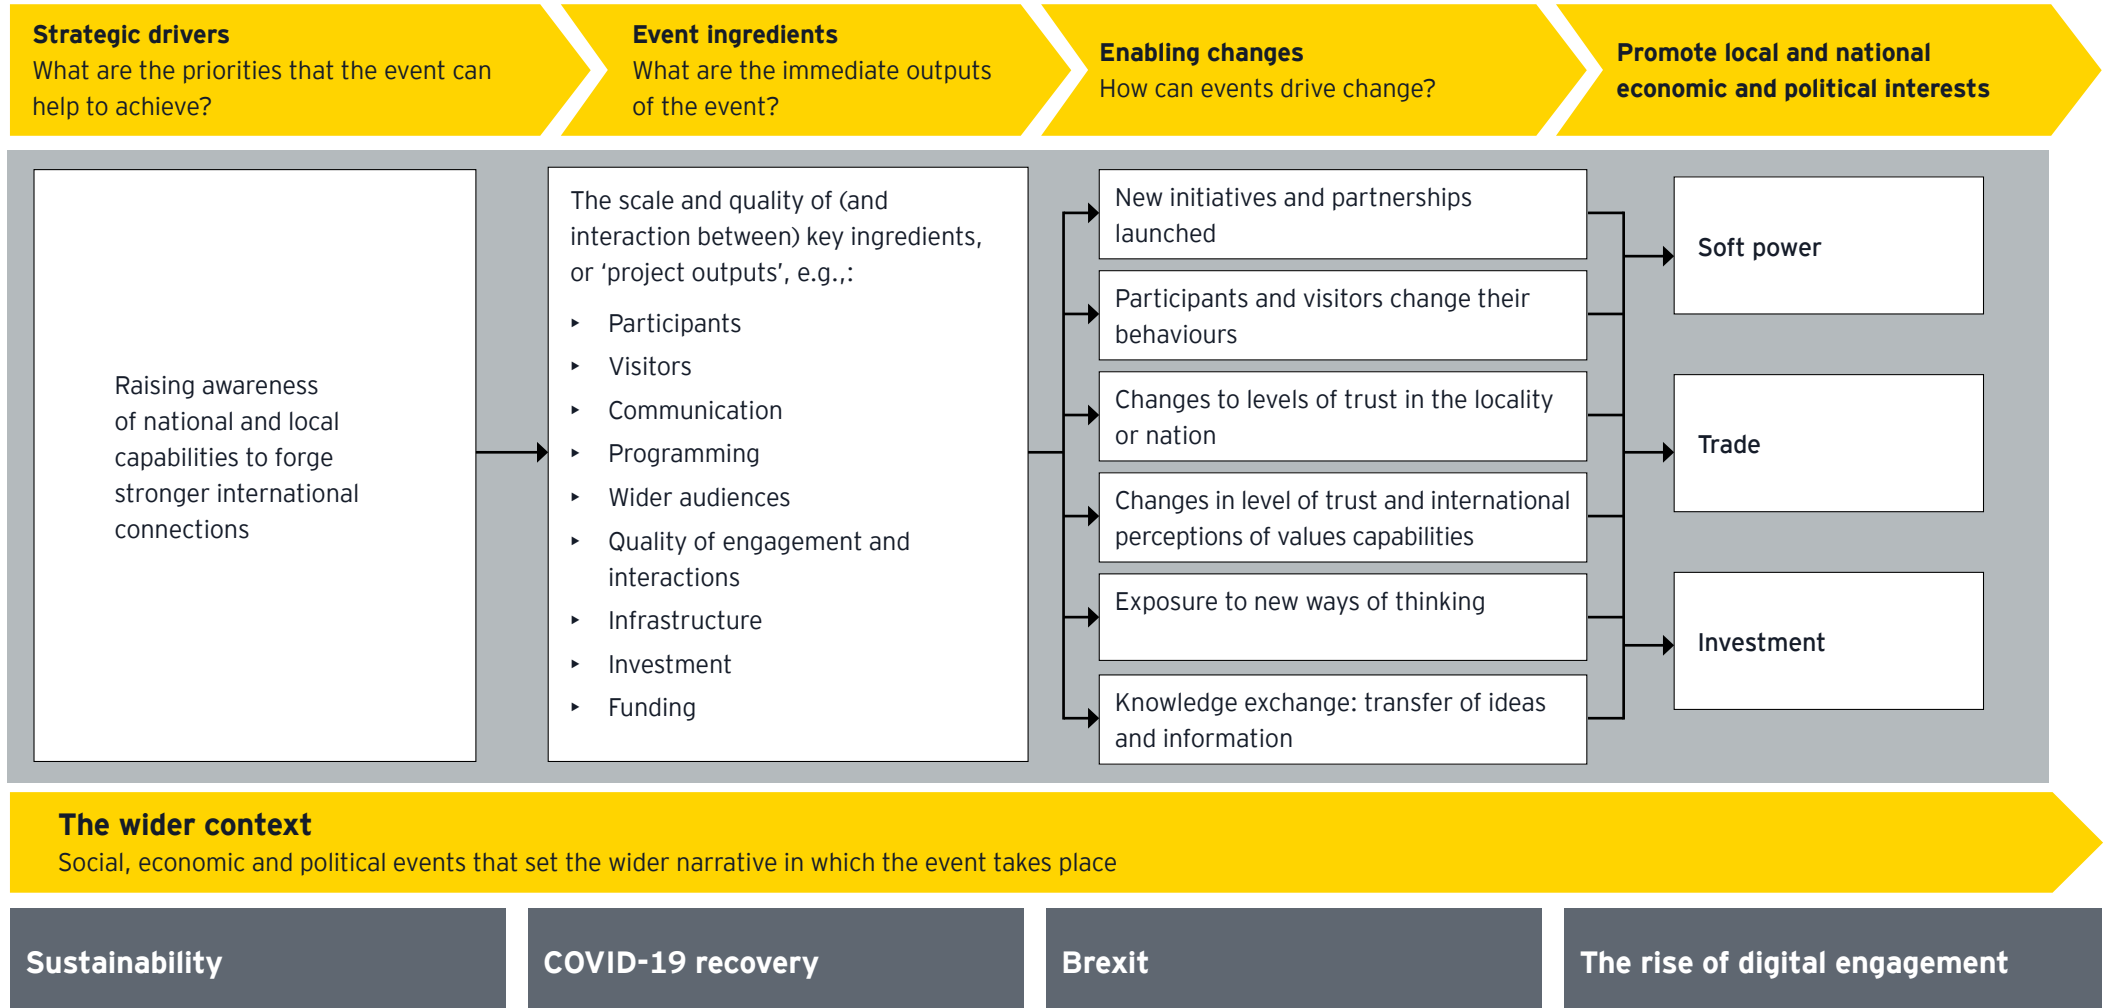 Strategic drivers
What are the priorities that the event can
help to achieve?
Event ingredients
What are the immediate outputs
of the event?
Enabling changes
How can events drive change?
Promote local and national
economic and political interests
Raising awareness
of national and local
capabilities to forge
stronger international
connections
The scale and quality of (and
interaction between) key ingredients,
or ‘project outputs’, e.g.,:
‣ Participants
‣ Visitors
‣ Communication
‣ Programming
‣ Wider audiences
‣ Quality of engagement and
interactions
‣ Infrastructure
‣ Investment
‣ Funding
New initiatives and partnerships
launched
Participants and visitors change their
behaviours
Changes to levels of trust in the locality
or nation
Changes in level of trust and international
perceptions of values capabilities
Exposure to new ways of thinking
Knowledge exchange: transfer of ideas
and information
Soft power
Trade
Investment
The wider context
Social, economic and political events that set the wider narrative in which the event takes place
Sustainability
COVID-19 recovery
Brexit
The rise of digital engagement